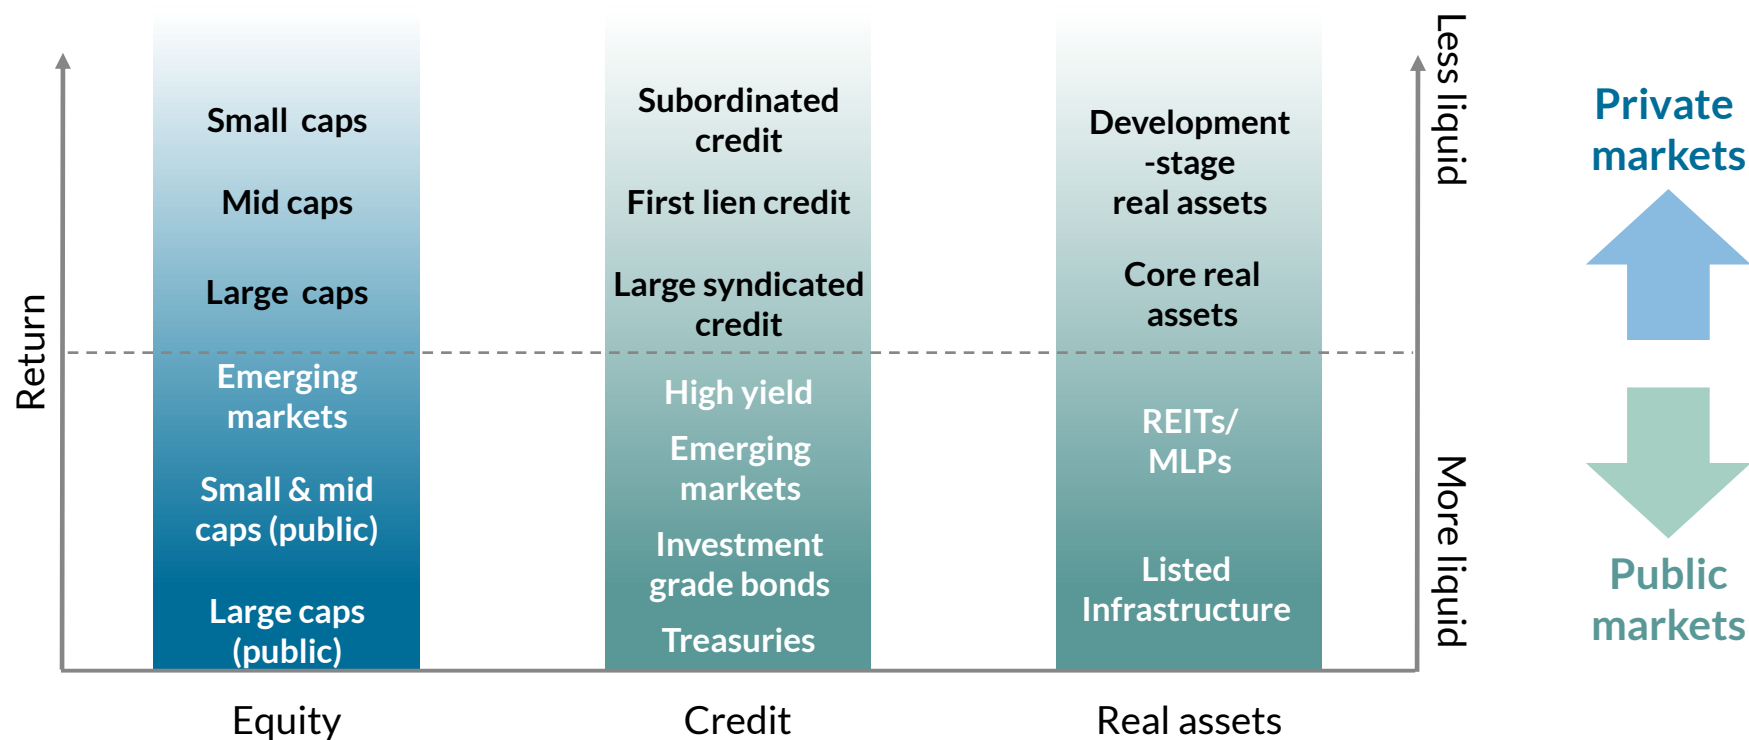 Return
Small caps
Mid caps
Large caps
Emerging
markets
Small & mid
caps (public)
Large caps
(public)
Equity
Subordinated
credit
First lien credit
Large syndicated
credit
High yield
Emerging
markets
Investment
grade bonds
Treasuries
Credit
Development
-stage
real assets
Core real
assets
REITs/
MLPs
Listed
Infrastructure
Real assets
Less liquid
More liquid
Private
markets
Public
markets